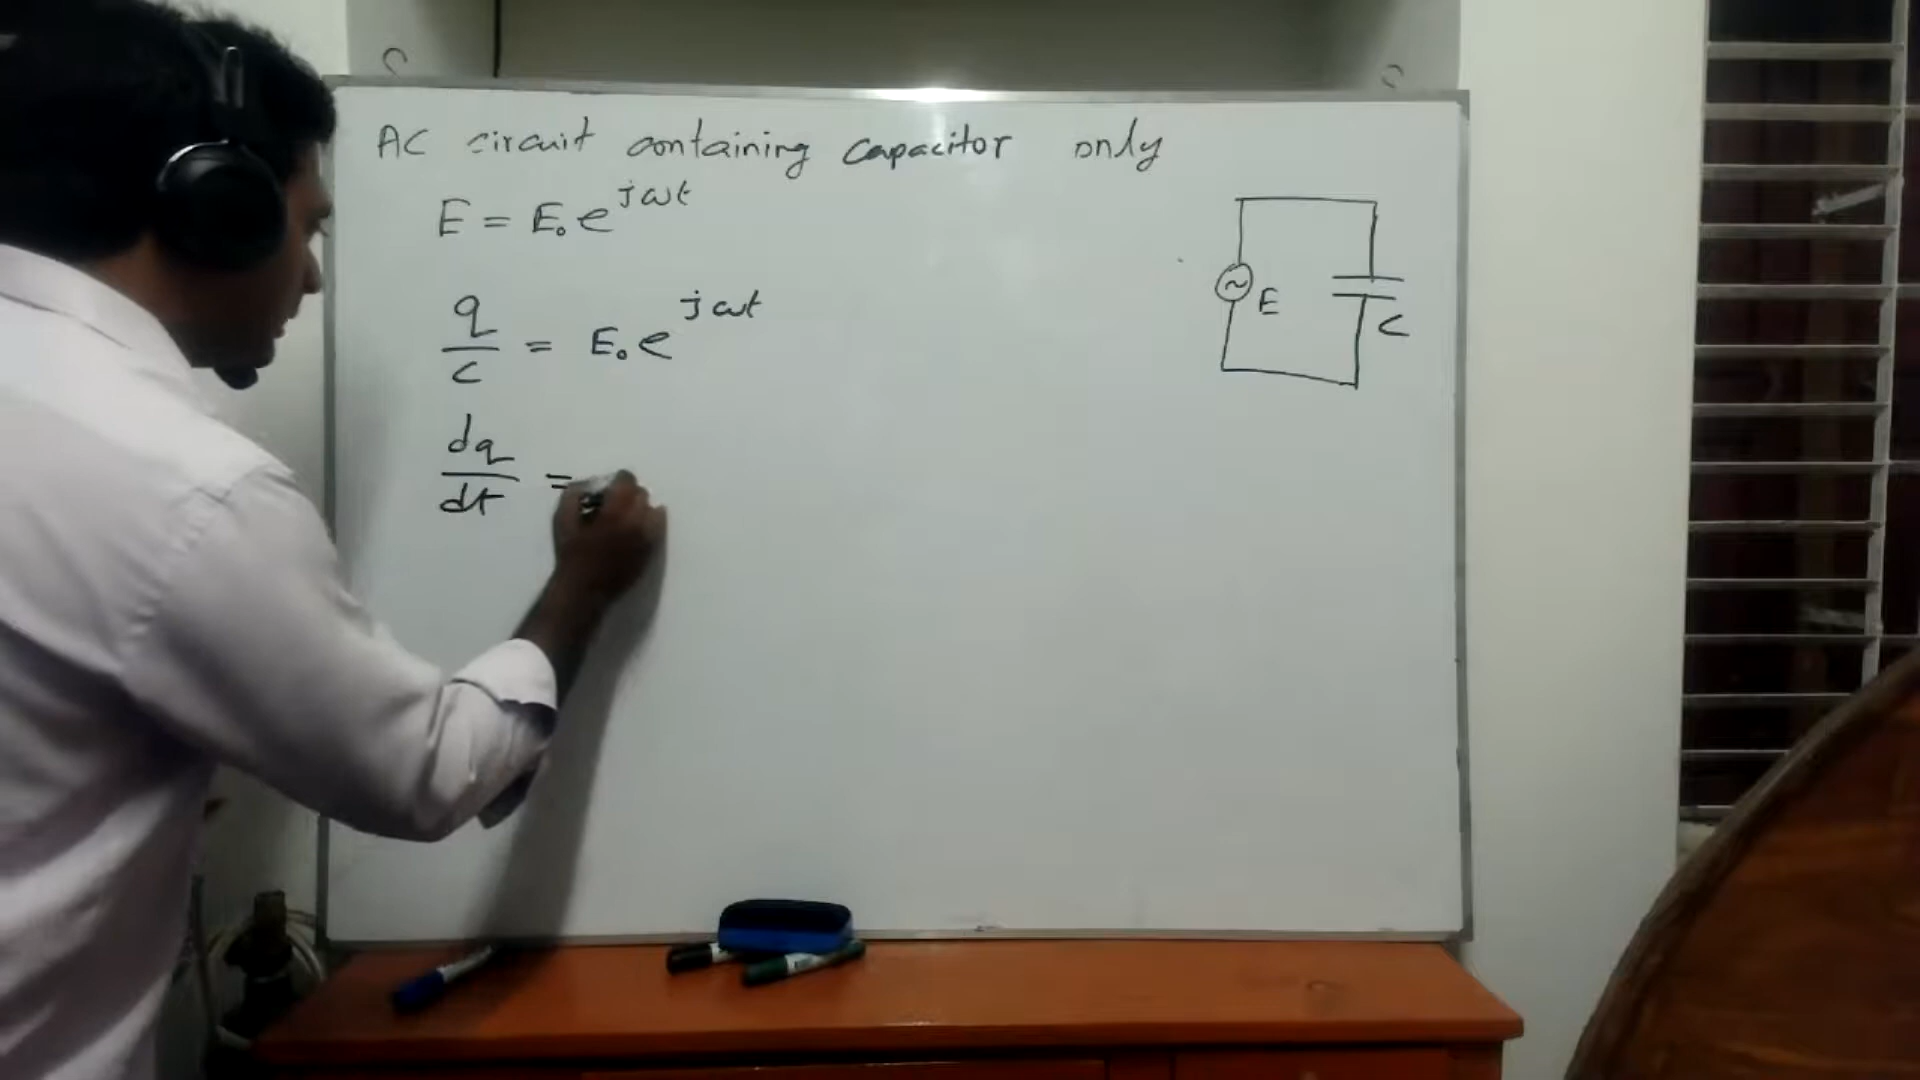 AC circuit containing capacitor only
E = E₀ e^{jωt}
q/c = E₀ e^{jωt}
dq/dt =
~ E
C